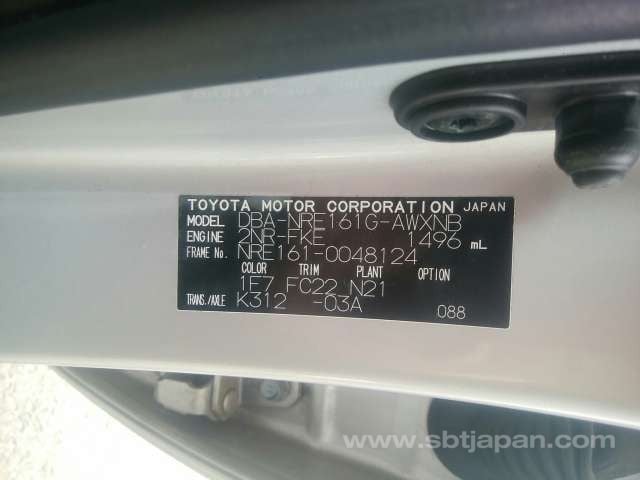 TOYOTA MOTOR CORPORATION JAPAN
MODEL DBA-NRE161G-AWXNB
ENGINE 2NR-FKE 1496 mL
FRAME No. NRE161-0048124
COLOR TRIM PLANT OPTION
1E7 FC22 N21
TRANS./AXLE K312 -03A 088
www.sbtjapan.com